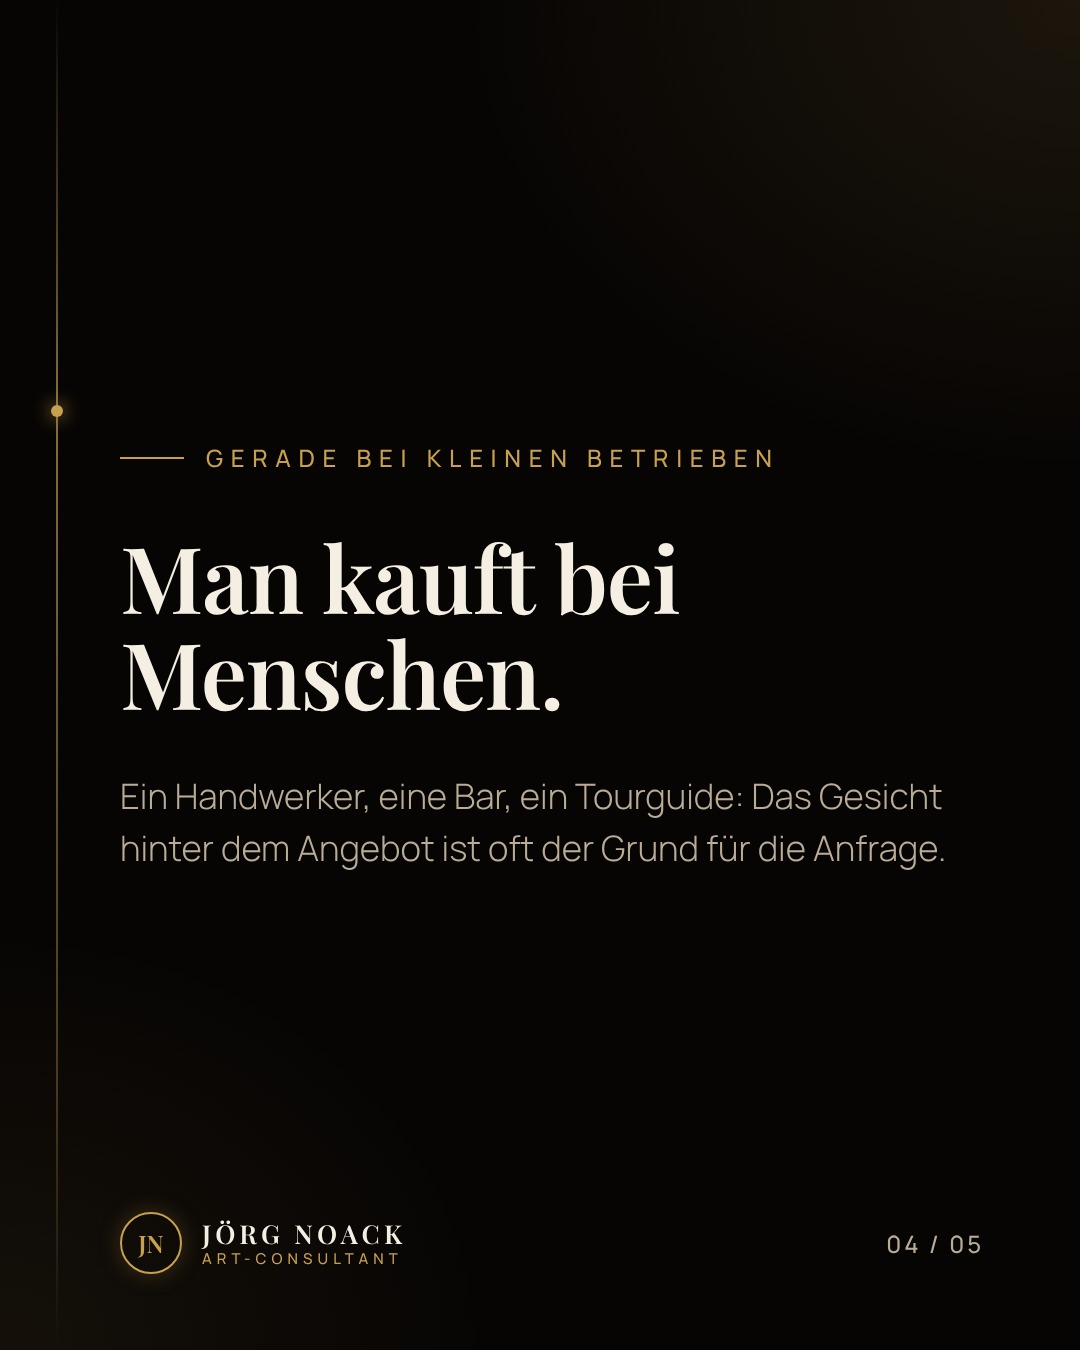 GERADE BEI KLEINEN BETRIEBEN
Man kauft bei
Menschen.
Ein Handwerker, eine Bar, ein Tourguide: Das Gesicht
hinter dem Angebot ist oft der Grund für die Anfrage.
JN
JÖRG NOACK
ART-CONSULTANT
04 / 05